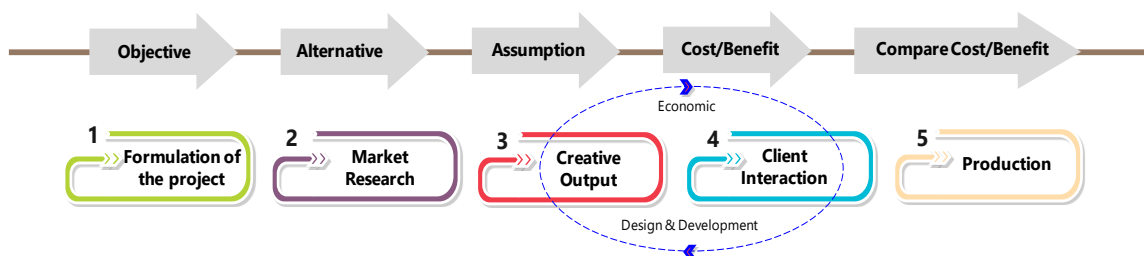 Objective
Alternative
Assumption
Cost/Benefit
Compare Cost/Benefit
Economic
1
Formulation of
the project
2
Market
Research
3
Creative
Output
4
Client
Interaction
5
Production
Design & Development